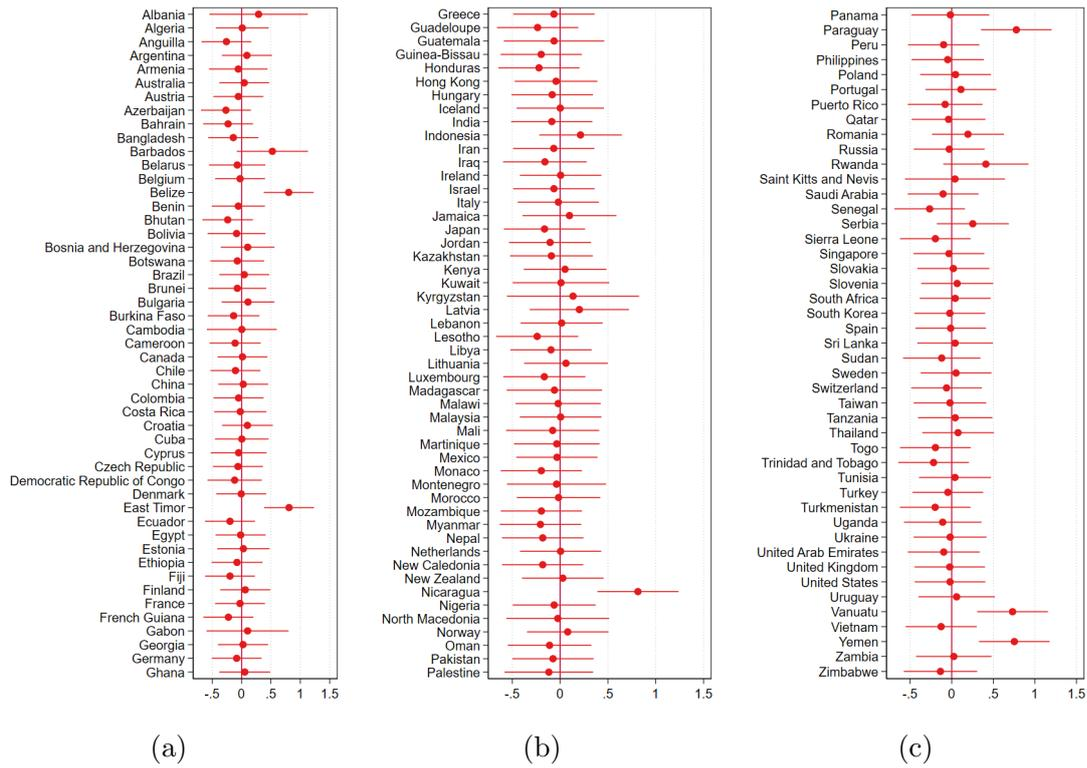 Albania
Algeria
Anguilla
Argentina
Armenia
Australia
Austria
Azerbaijan
Bahrain
Bangladesh
Barbados
Belarus
Belgium
Belize
Benin
Bhutan
Bolivia
Bosnia and Herzegovina
Botswana
Brazil
Brunei
Bulgaria
Burkina Faso
Cambodia
Cameroon
Canada
Chile
China
Colombia
Costa Rica
Croatia
Cuba
Cyprus
Czech Republic
Democratic Republic of Congo
Denmark
East Timor
Ecuador
Egypt
Estonia
Ethiopia
Fiji
Finland
France
French Guiana
Gabon
Georgia
Germany
Ghana
-.5 0 .5 1 1.5
(a)
Greece
Guadeloupe
Guatemala
Guinea-Bissau
Honduras
Hong Kong
Hungary
Iceland
India
Indonesia
Iran
Iraq
Ireland
Israel
Italy
Jamaica
Japan
Jordan
Kazakhstan
Kenya
Kuwait
Kyrgyzstan
Latvia
Lebanon
Lesotho
Libya
Lithuania
Luxembourg
Madagascar
Malawi
Malaysia
Mali
Martinique
Mexico
Monaco
Montenegro
Morocco
Mozambique
Myanmar
Nepal
Netherlands
New Caledonia
New Zealand
Nicaragua
Nigeria
North Macedonia
Norway
Oman
Pakistan
Palestine
-.5 0 .5 1 1.5
(b)
Panama
Paraguay
Peru
Philippines
Poland
Portugal
Puerto Rico
Qatar
Romania
Russia
Rwanda
Saint Kitts and Nevis
Saudi Arabia
Senegal
Serbia
Sierra Leone
Singapore
Slovakia
Slovenia
South Africa
South Korea
Spain
Sri Lanka
Sudan
Sweden
Switzerland
Taiwan
Tanzania
Thailand
Togo
Trinidad and Tobago
Tunisia
Turkey
Turkmenistan
Uganda
Ukraine
United Arab Emirates
United Kingdom
United States
Uruguay
Vanuatu
Vietnam
Yemen
Zambia
Zimbabwe
-.5 0 .5 1 1.5
(c)